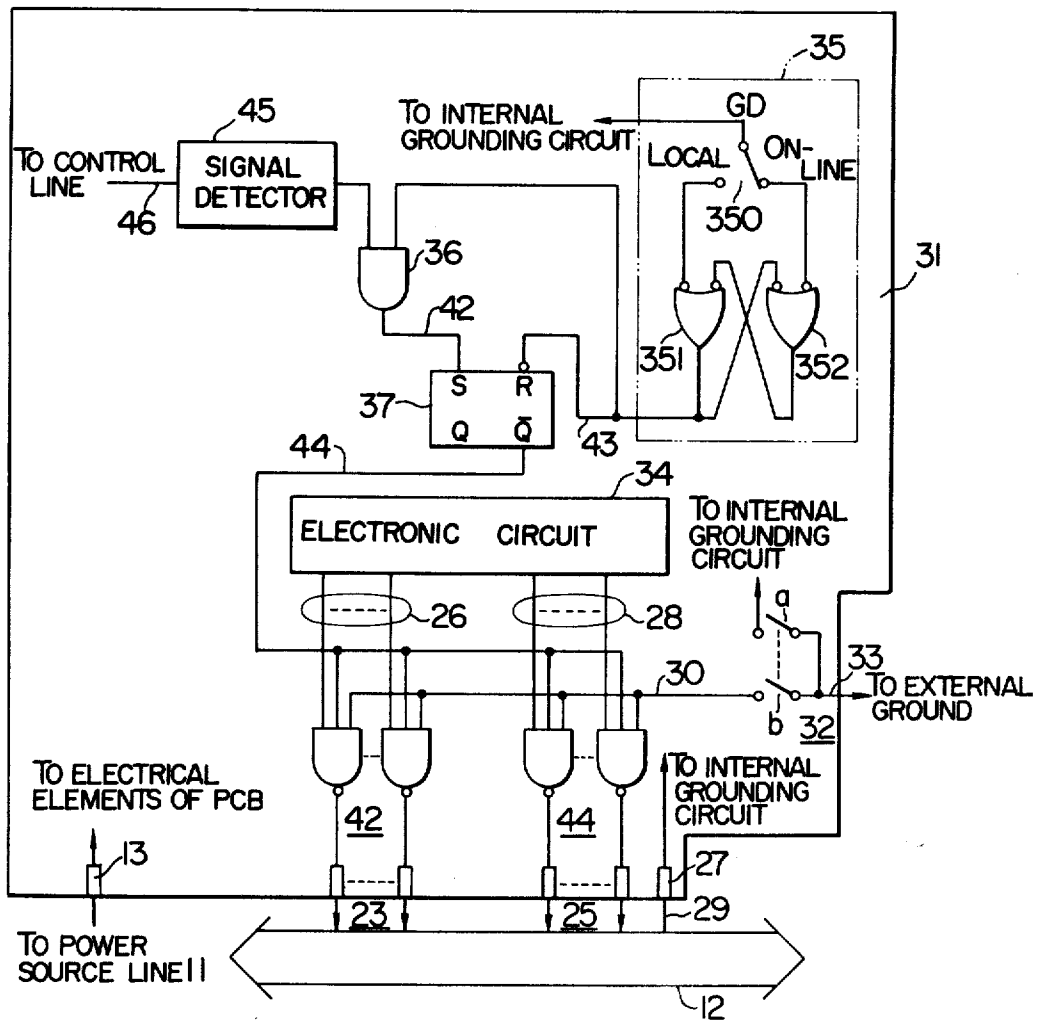 35
TO INTERNAL
GROUNDING CIRCUIT
GD
45
TO CONTROL
LINE
SIGNAL
DETECTOR
LOCAL
ON-
LINE
46
350
36
31
42
351
352
S R
37
Q Q̄
43
44
34
ELECTRONIC CIRCUIT
TO INTERNAL
GROUNDING
CIRCUIT
26
28
a
30
33
TO EXTERNAL
GROUND
b
32
TO ELECTRICAL
ELEMENTS OF PCB
TO INTERNAL
GROUNDING
CIRCUIT
42
44
13
27
23
25
29
TO POWER
SOURCE LINE 11
12